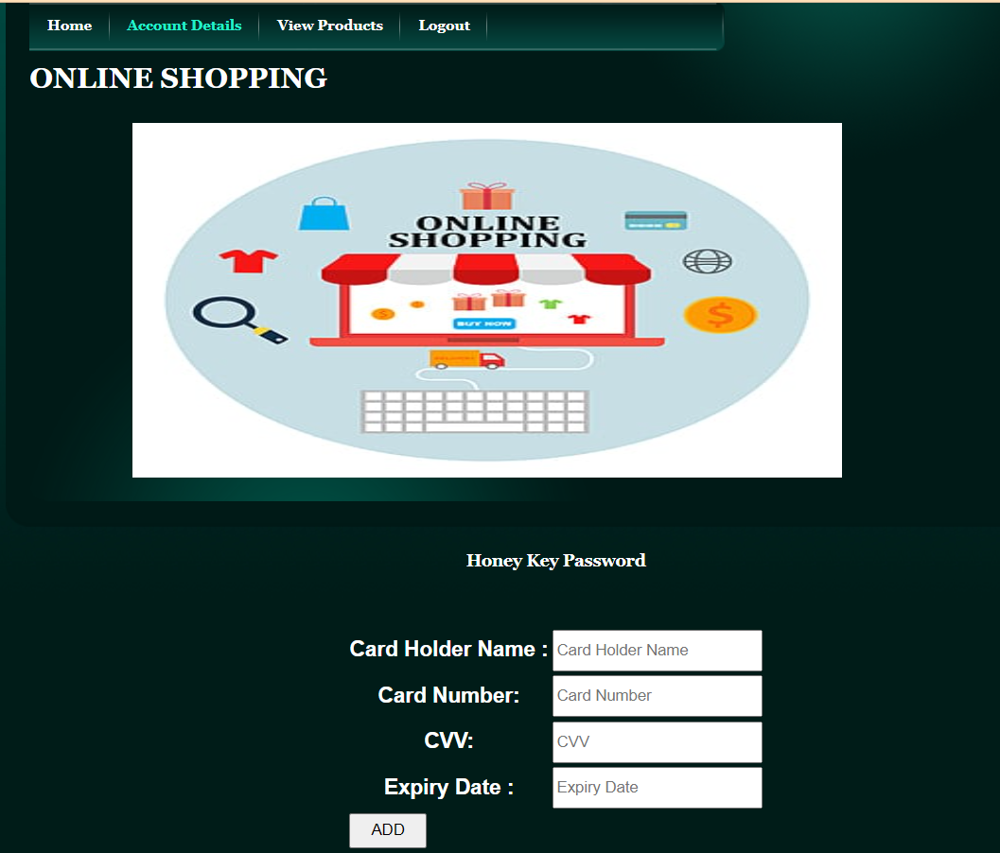 Home Account Details View Products Logout
ONLINE SHOPPING
ONLINE
SHOPPING
BUY NOW
Honey Key Password
Card Holder Name : Card Holder Name
Card Number: Card Number
CVV: CVV
Expiry Date : Expiry Date
ADD